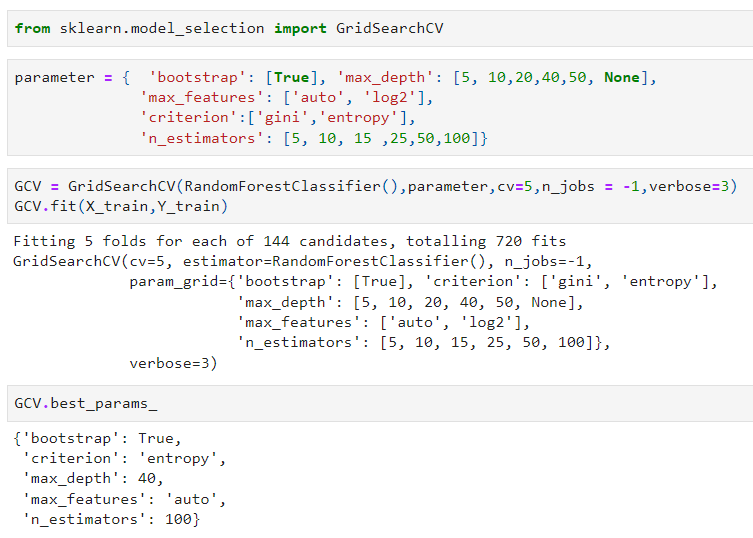 from sklearn.model_selection import GridSearchCV
parameter = {  'bootstrap': [True], 'max_depth': [5, 10,20,40,50, None],
              'max_features': ['auto', 'log2'],
              'criterion':['gini','entropy'],
              'n_estimators': [5, 10, 15 ,25,50,100]}
GCV = GridSearchCV(RandomForestClassifier(),parameter,cv=5,n_jobs = -1,verbose=3)
GCV.fit(X_train,Y_train)
Fitting 5 folds for each of 144 candidates, totalling 720 fits
GridSearchCV(cv=5, estimator=RandomForestClassifier(), n_jobs=-1,
             param_grid={'bootstrap': [True], 'criterion': ['gini', 'entropy'],
                         'max_depth': [5, 10, 20, 40, 50, None],
                         'max_features': ['auto', 'log2'],
                         'n_estimators': [5, 10, 15, 25, 50, 100]},
             verbose=3)
GCV.best_params_
{'bootstrap': True,
 'criterion': 'entropy',
 'max_depth': 40,
 'max_features': 'auto',
 'n_estimators': 100}